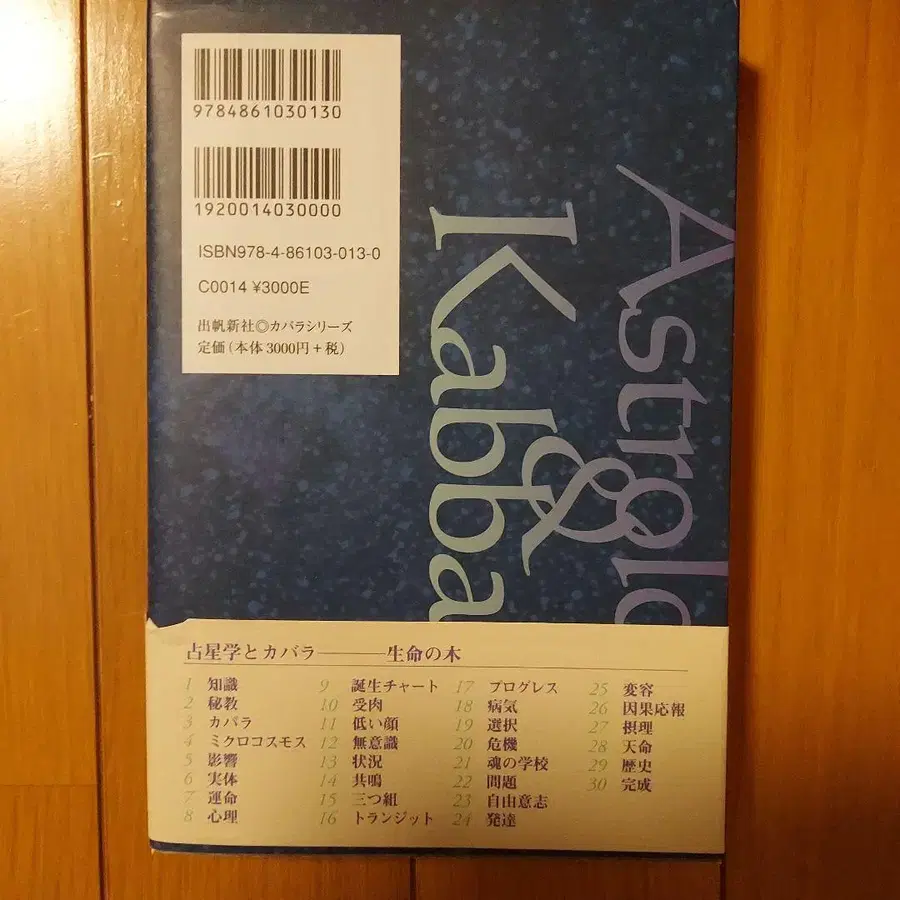 9784861030130
1920014030000
ISBN978-4-86103-013-0
C0014 ¥3000E
出帆新社◎カバラシリーズ
定価（本体3000円+税）
Astrolo
&
Kabba
占星学とカバラ———生命の木
1 知識
2 秘教
3 カバラ
4 ミクロコスモス
5 影響
6 実体
7 運命
8 心理
9 誕生チャート
10 受肉
11 低い顔
12 無意識
13 状況
14 共鳴
15 三つ組
16 トランジット
17 プログレス
18 病気
19 選択
20 危機
21 魂の学校
22 問題
23 自由意志
24 発達
25 変容
26 因果応報
27 摂理
28 天命
29 歴史
30 完成